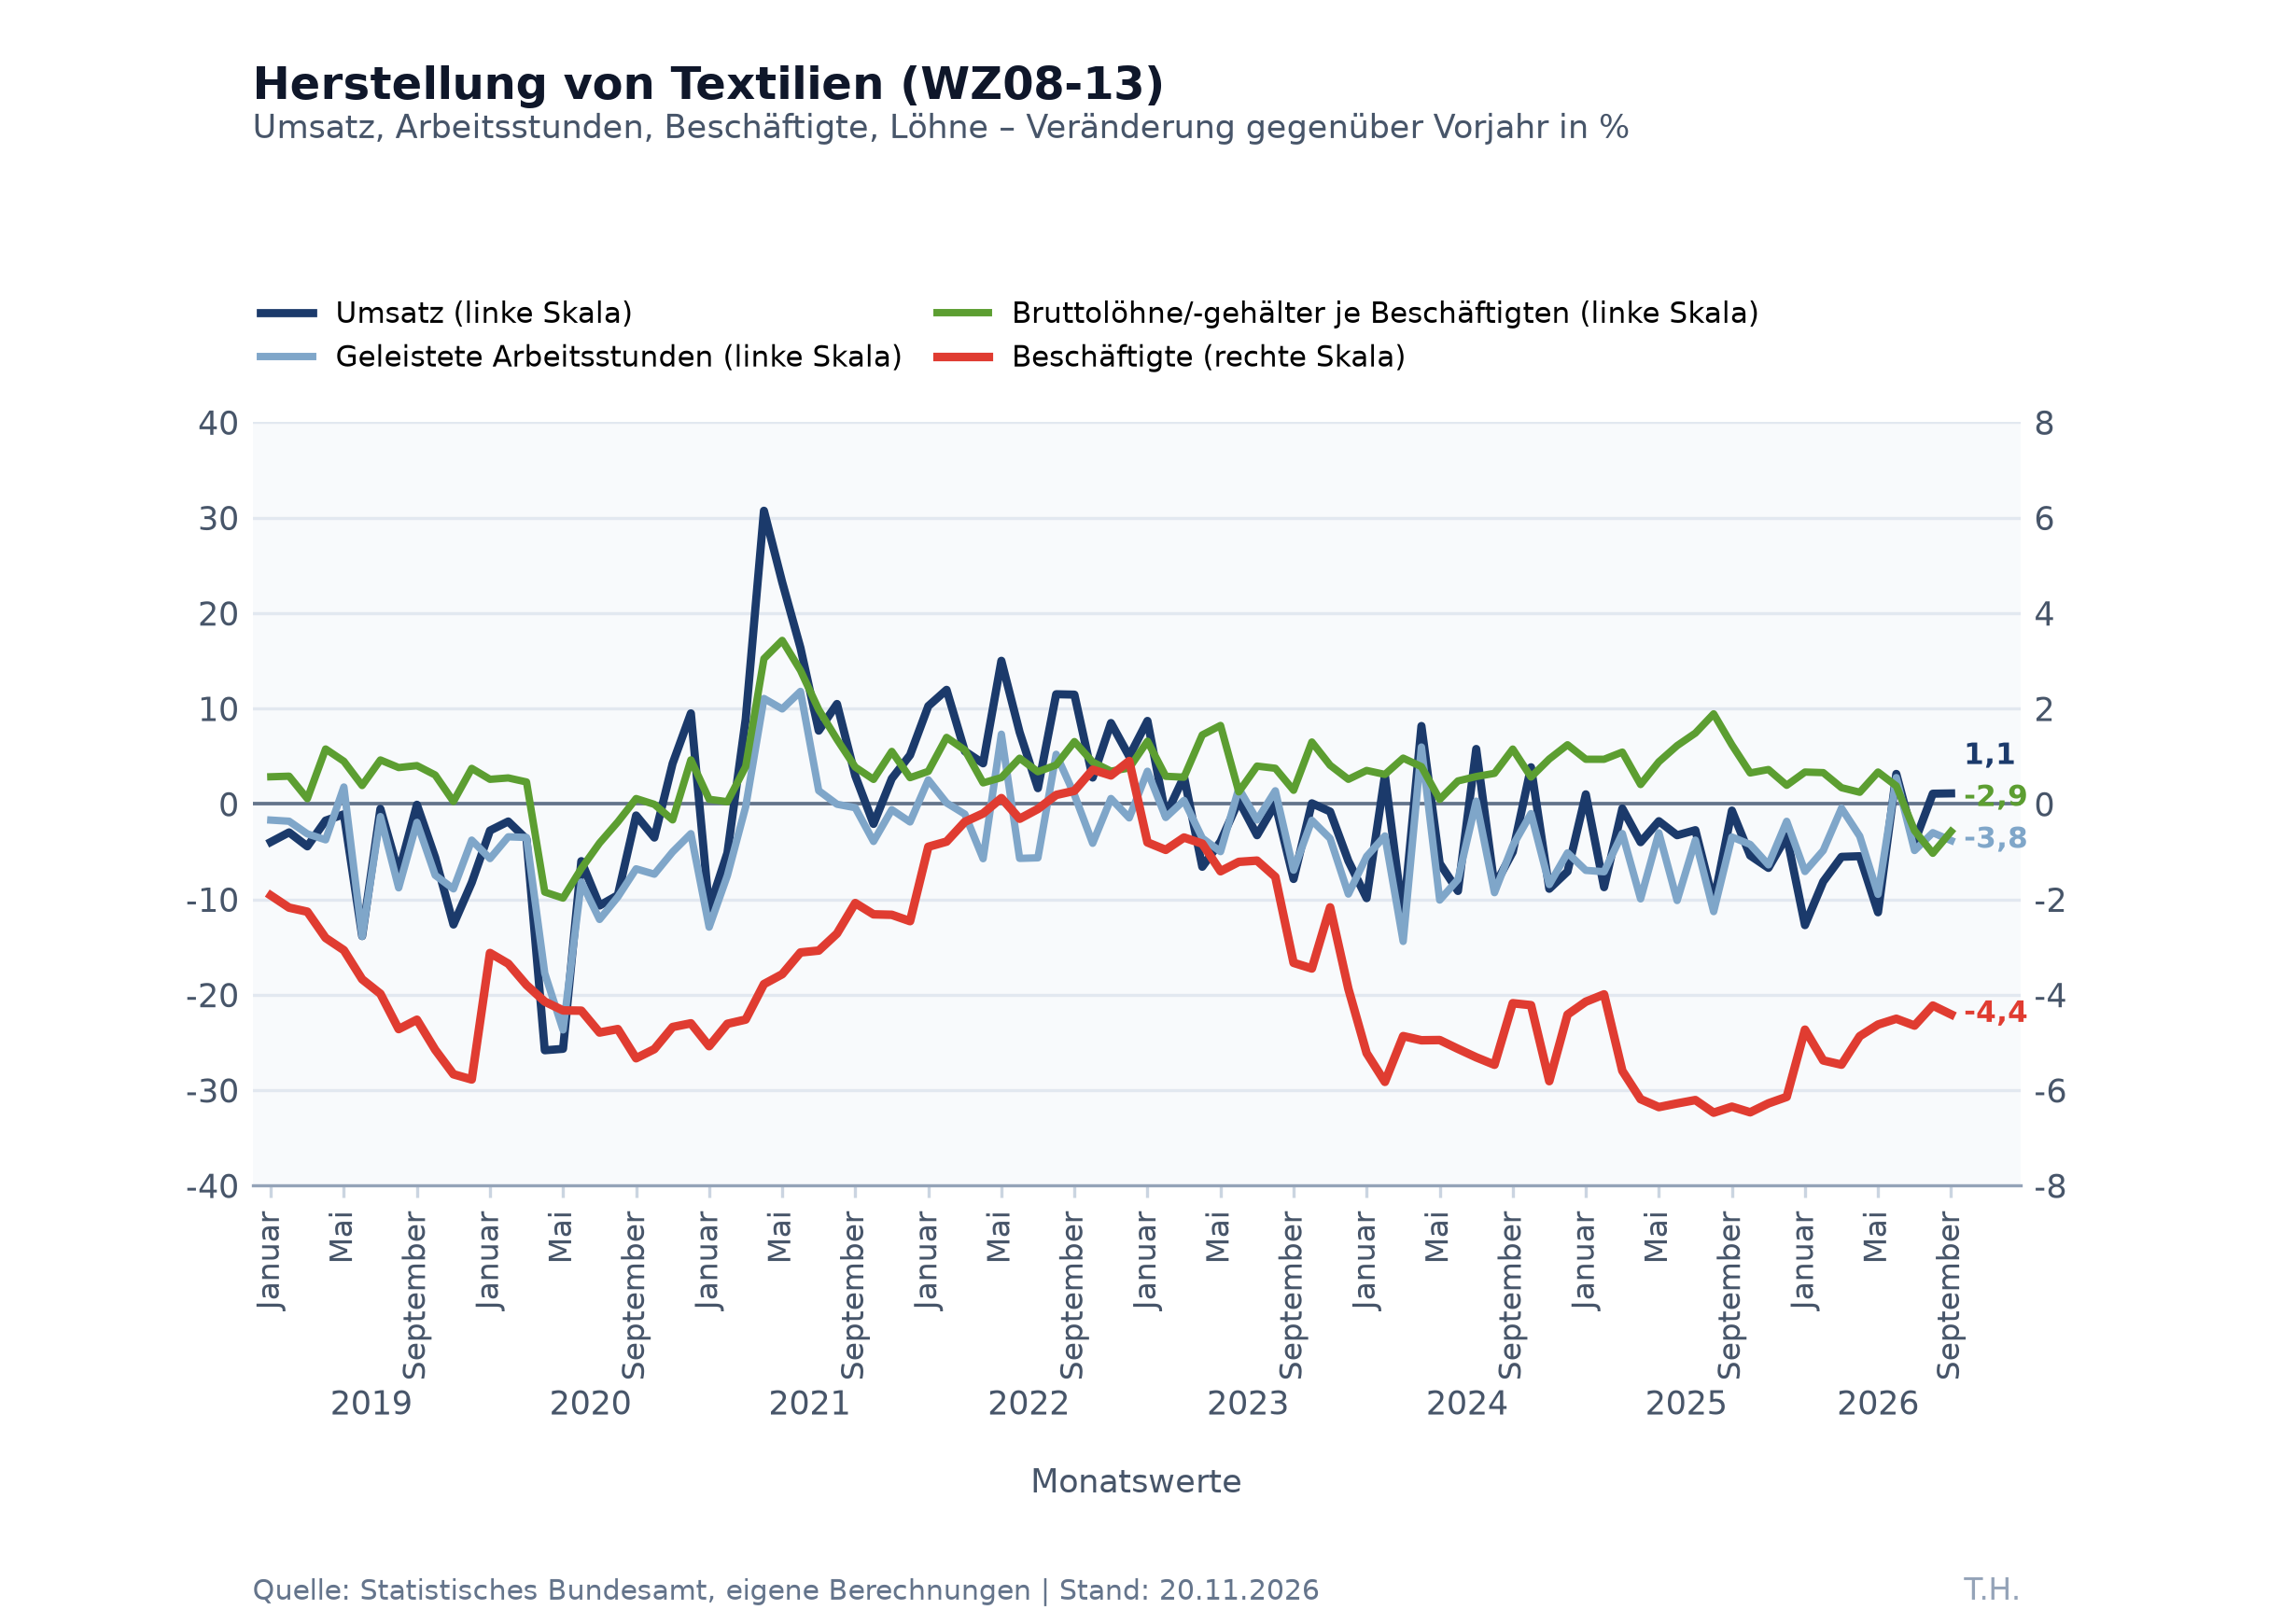 Herstellung von Textilien (WZ08-13)
Umsatz, Arbeitsstunden, Beschäftigte, Löhne – Veränderung gegenüber Vorjahr in %
Umsatz (linke Skala)
Geleistete Arbeitsstunden (linke Skala)
Bruttolöhne/-gehälter je Beschäftigten (linke Skala)
Beschäftigte (rechte Skala)
40
30
20
10
0
-10
-20
-30
-40
8
6
4
2
0
-2
-4
-6
-8
1,1
-2,9
-3,8
-4,4
Januar
Mai
September
Januar
Mai
September
Januar
Mai
September
Januar
Mai
September
Januar
Mai
September
Januar
Mai
September
Januar
Mai
September
Januar
Mai
September
2019
2020
2021
2022
2023
2024
2025
2026
Monatswerte
Quelle: Statistisches Bundesamt, eigene Berechnungen | Stand: 20.11.2026
T.H.